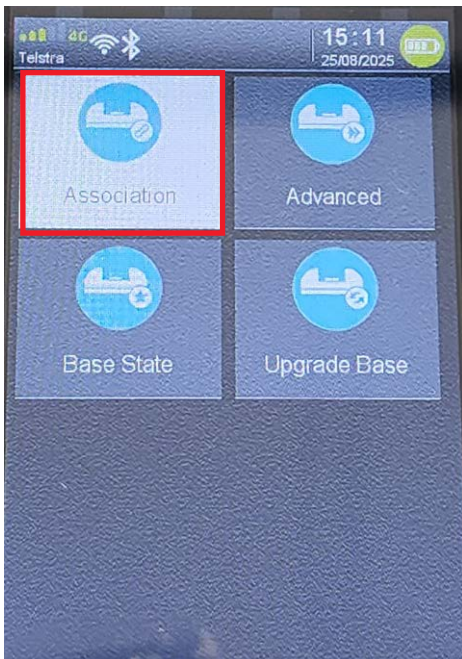 4G
15:11
Telstra
25/08/2025
Association
Advanced
Base State
Upgrade Base